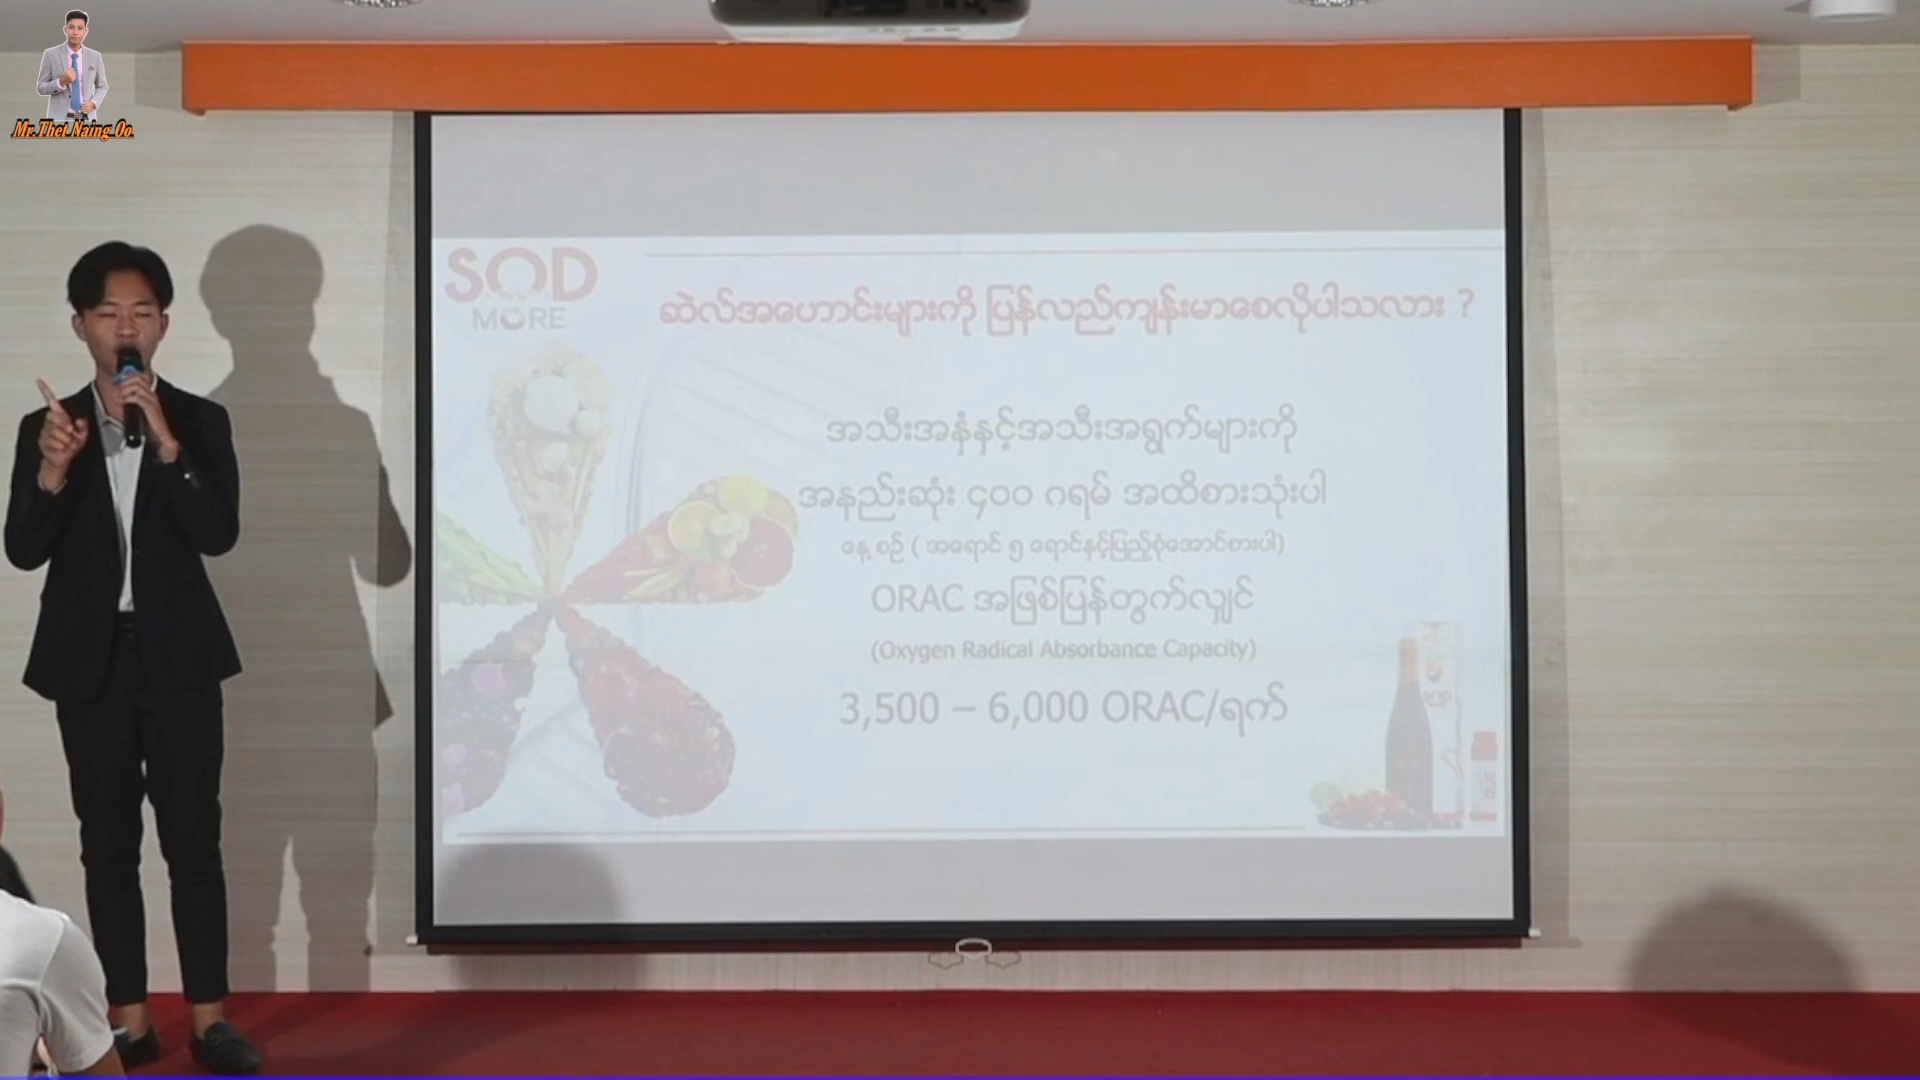 Mr.Thet Naing Oo
SOD
MORE
ဆဲလ်အဟောင်းများကို ပြန်လည်ကျန်းမာစေလိုပါသလား ?
အသီးအနှံနှင့်အသီးအရွက်များကို
အနည်းဆုံး ၄၀၀ ဂရမ် အထိစားသုံးပါ
နေ့ စဉ် ( အရောင် ၅ ရောင်နှင့်ပြည့်စုံအောင်စားပါ)
ORAC အဖြစ်ပြန်တွက်လျှင်
(Oxygen Radical Absorbance Capacity)
3,500 – 6,000 ORAC/ရက်
SOD